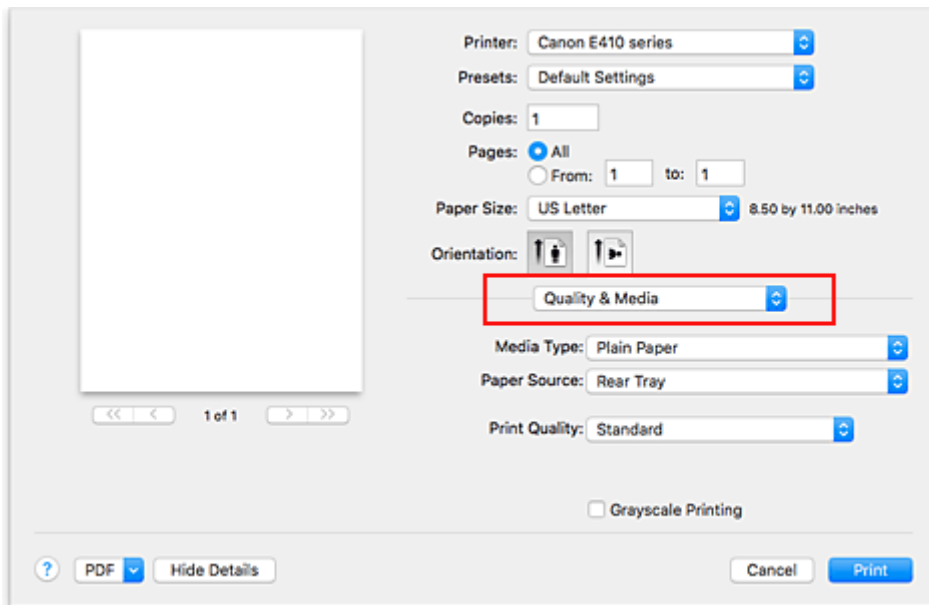 Printer: Canon E410 series
Presets: Default Settings
Copies: 1
Pages: All
From: 1 to: 1
Paper Size: US Letter 8.50 by 11.00 inches
Orientation:
Quality & Media
Media Type: Plain Paper
Paper Source: Rear Tray
<< < 1 of 1 > >>
Print Quality: Standard
Grayscale Printing
? PDF Hide Details Cancel Print